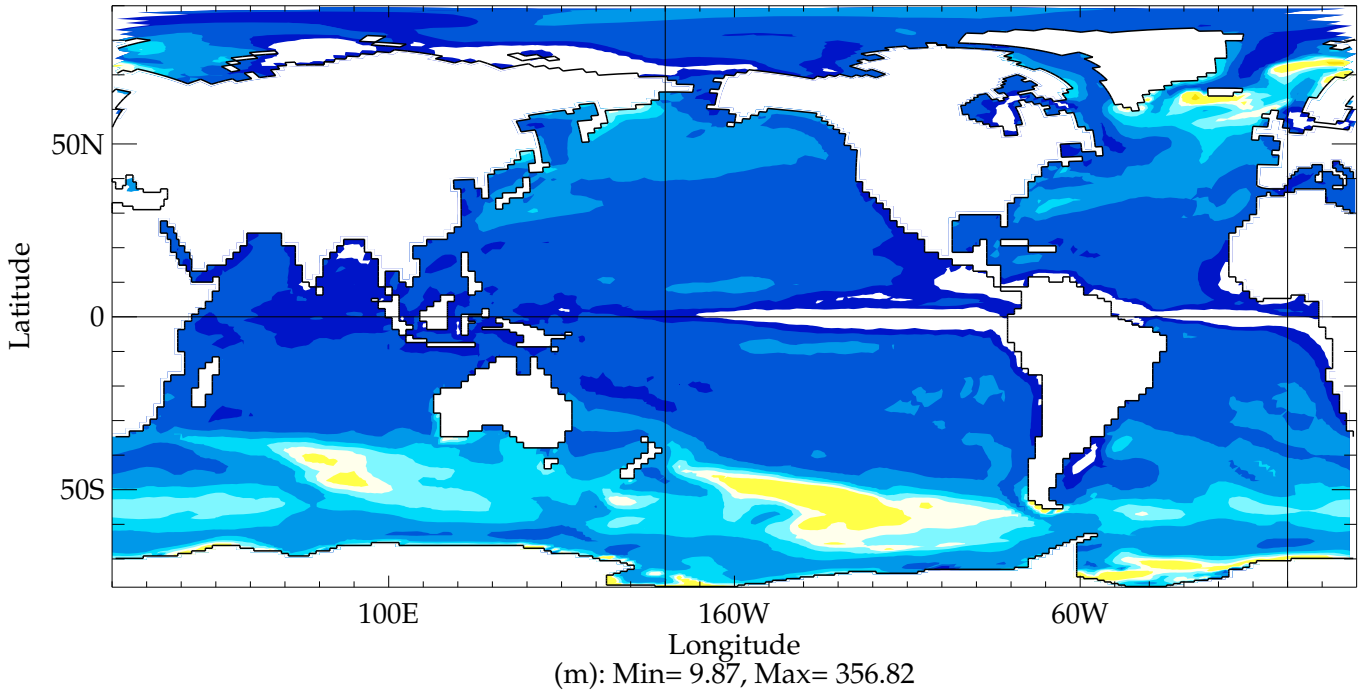 50N
0
50S
Latitude
100E
160W
60W
Longitude
(m): Min= 9.87, Max= 356.82